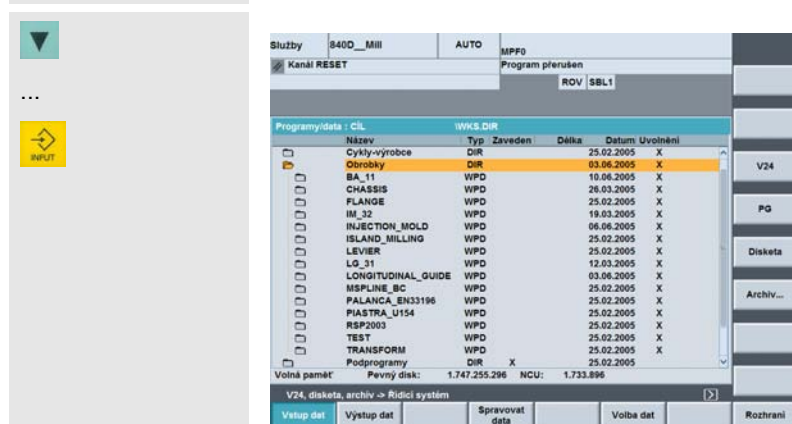 ...
INPUT
Služby 840D__Mill AUTO MPF0
Kanál RESET Program přerušen
ROV SBL1
Programy/data : CÍL \WKS.DIR
Název Typ Zaveden Délka Datum Uvolnění
Cykly-výrobce DIR 25.02.2005 X
Obrobky DIR 03.06.2005 X
BA_11 WPD 10.06.2005 X
CHASSIS WPD 26.03.2005 X
FLANGE WPD 25.02.2005 X
IM_32 WPD 19.03.2005 X
INJECTION_MOLD WPD 06.06.2005 X
ISLAND_MILLING WPD 25.02.2005 X
LEVIER WPD 25.02.2005 X
LG_31 WPD 12.03.2005 X
LONGITUDINAL_GUIDE WPD 03.06.2005 X
MSPLINE_BC WPD 25.02.2005 X
PALANCA_EN33196 WPD 25.02.2005 X
PIASTRA_U154 WPD 25.02.2005 X
RSP2003 WPD 25.02.2005 X
TEST WPD 25.02.2005 X
TRANSFORM WPD 25.02.2005 X
Podprogramy DIR X 25.02.2005
Volná paměť Pevný disk: 1.747.255.296 NCU: 1.733.896
V24, disketa, archiv -> Řídicí systém
Vstup dat Výstup dat Spravovat data Volba dat Rozhraní
V24
PG
Disketa
Archiv...